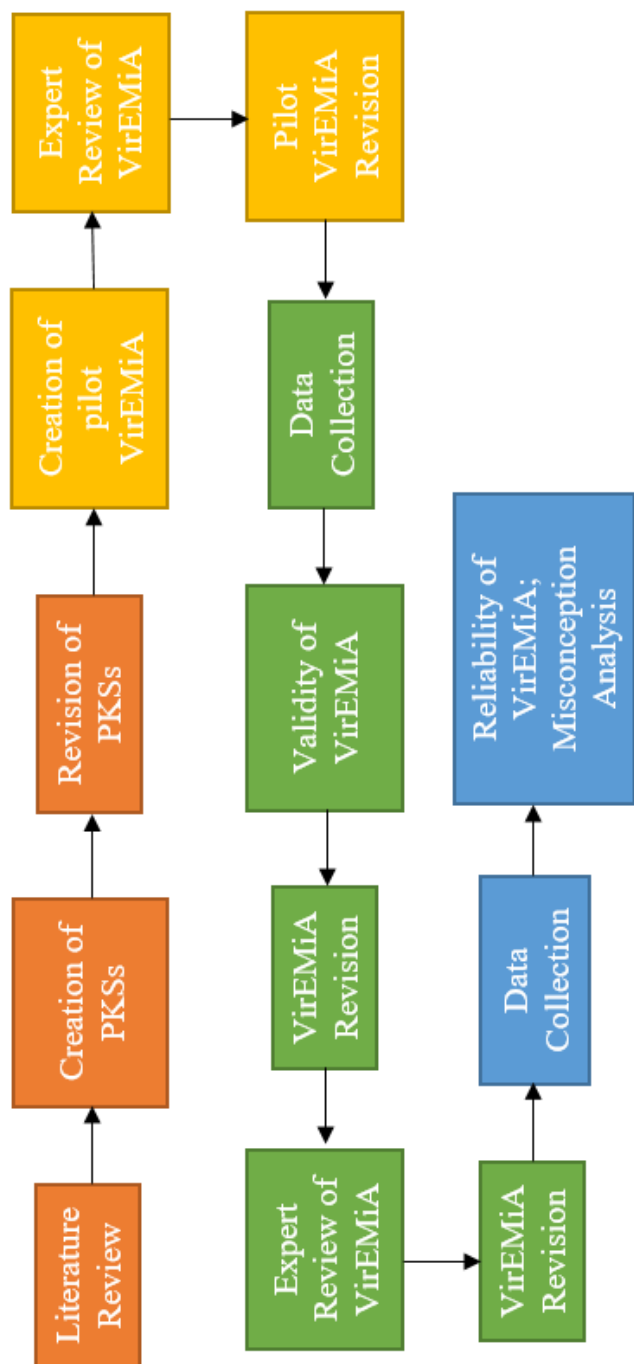 Literature
Review
Creation of
PKSs
Revision of
PKSs
Creation of
pilot
VirEMiA
Expert
Review of
VirEMiA
Pilot
VirEMiA
Revision
Data
Collection
Validity of
VirEMiA
VirEMiA
Revision
Expert
Review of
VirEMiA
VirEMiA
Revision
Data
Collection
Reliability of
VirEMiA;
Misconception
Analysis